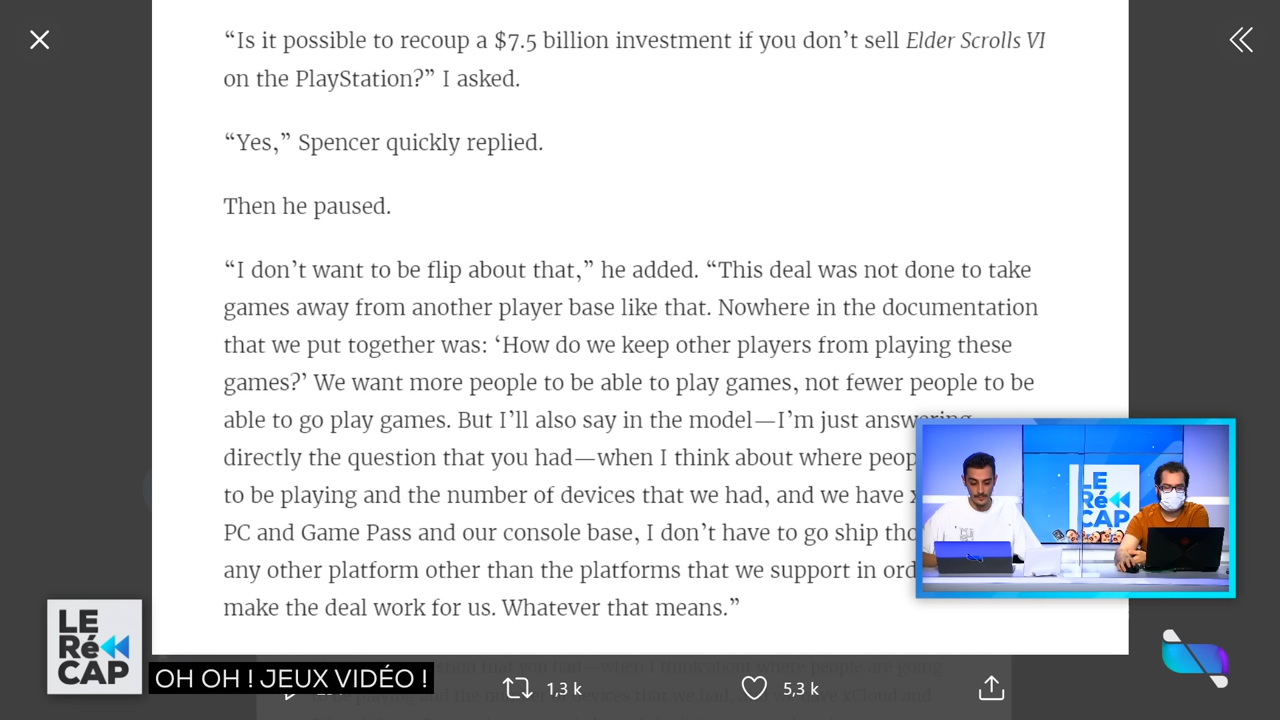 “Is it possible to recoup a $7.5 billion investment if you don’t sell Elder Scrolls VI
on the PlayStation?” I asked.
“Yes,” Spencer quickly replied.
Then he paused.
“I don’t want to be flip about that,” he added. “This deal was not done to take
games away from another player base like that. Nowhere in the documentation
that we put together was: ‘How do we keep other players from playing these
games?’ We want more people to be able to play games, not fewer people to be
able to go play games. But I’ll also say in the model—I’m just answering
directly the question that you had—when I think about where
to be playing and the number of devices that we had, and we have
PC and Game Pass and our console base, I don’t have to go ship
any other platform other than the platforms that we support in
make the deal work for us. Whatever that means.”
LE
Ré
CAP
LE
Ré
CAP
OH OH ! JEUX VIDÉO !
1,3 k
5,3 k